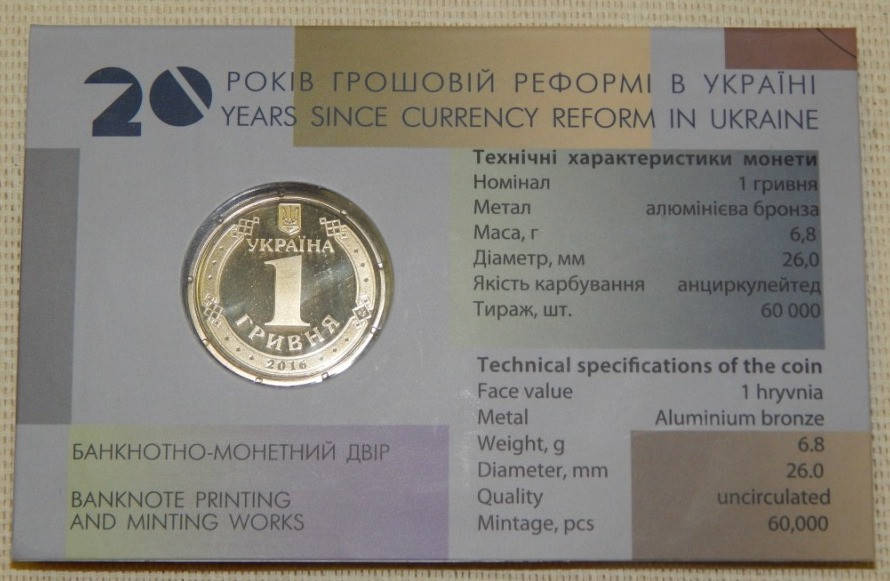 20 РОКІВ ГРОШОВІЙ РЕФОРМІ В УКРАЇНІ
YEARS SINCE CURRENCY REFORM IN UKRAINE
УКРАЇНА
1
ГРИВНЯ
2016
Технічні характеристики монети
Номінал 1 гривня
Метал алюмінієва бронза
Маса, г 6,8
Діаметр, мм 26,0
Якість карбування анциркулейтед
Тираж, шт. 60 000
Technical specifications of the coin
Face value 1 hryvnia
Metal Aluminium bronze
Weight, g 6.8
Diameter, mm 26.0
Quality uncirculated
Mintage, pcs 60,000
БАНКНОТНО-МОНЕТНИЙ ДВІР
BANKNOTE PRINTING
AND MINTING WORKS